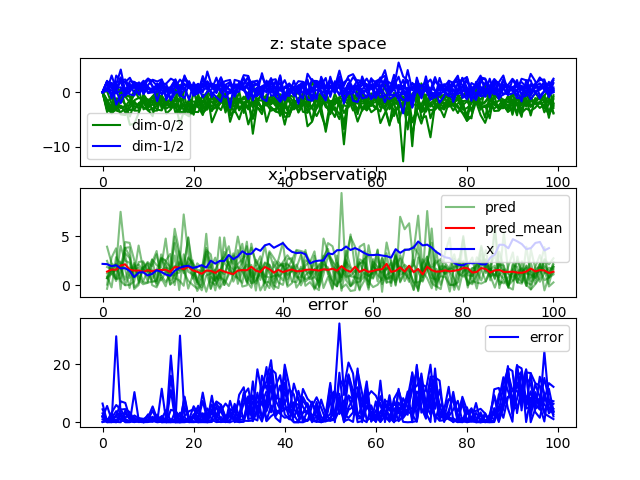 z: state space
0
−10
dim-0/2
dim-1/2
0 20 40 60 80 100
x: observation
5
0
pred
pred_mean
x
0 20 40 60 80 100
error
20
0
error
0 20 40 60 80 100